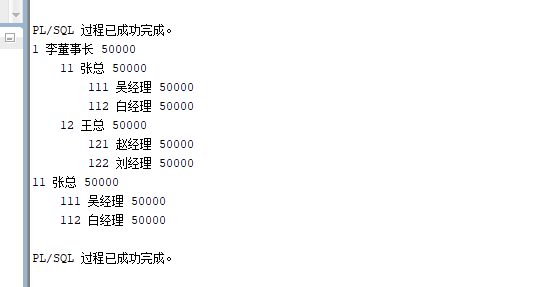 PL/SQL 过程已成功完成。
1 李董事长 50000
11 张总 50000
111 吴经理 50000
112 白经理 50000
12 王总 50000
121 赵经理 50000
122 刘经理 50000
11 张总 50000
111 吴经理 50000
112 白经理 50000
PL/SQL 过程已成功完成。